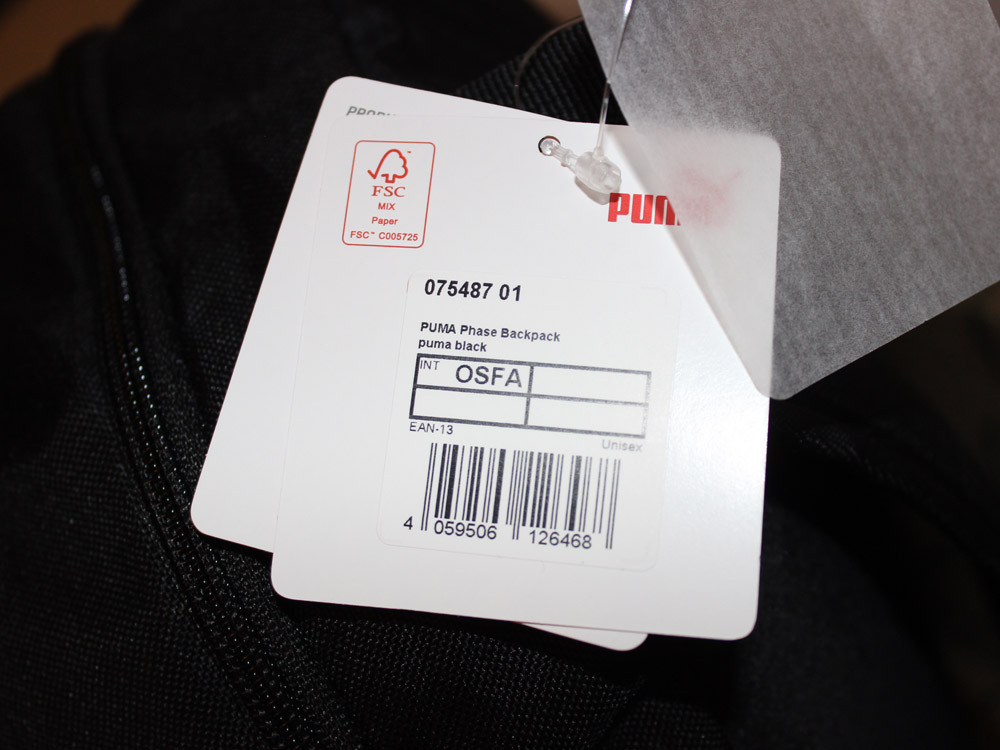 FSC
MIX
Paper
FSC™ C005725
075487 01
PUMA Phase Backpack
puma black
INT OSFA
EAN-13
Unisex
4 059506 126468